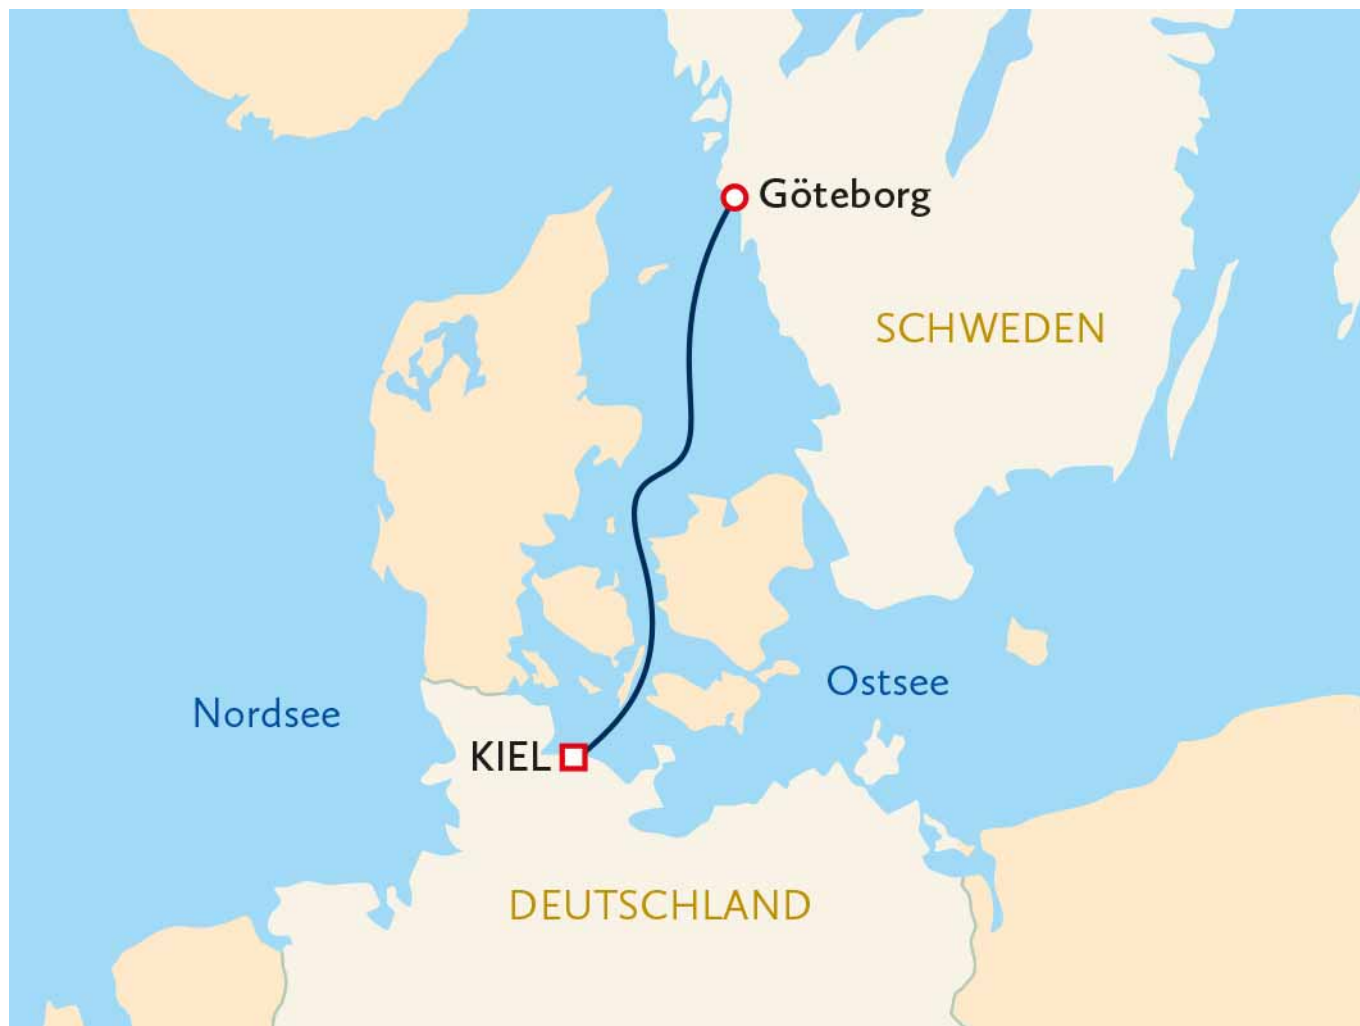 Göteborg
SCHWEDEN
Ostsee
Nordsee
KIEL
DEUTSCHLAND